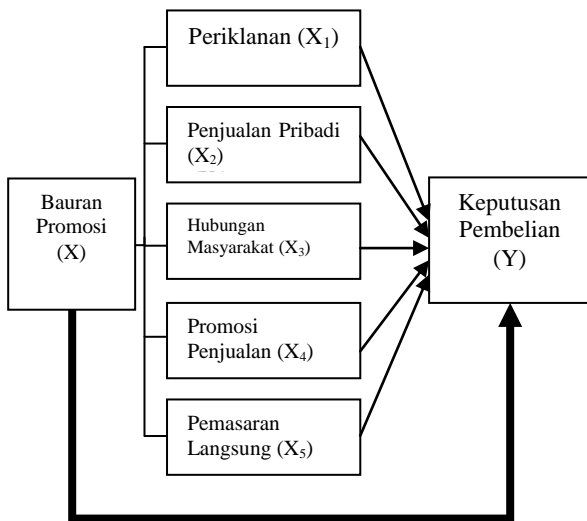 Periklanan (X₁)
Penjualan Pribadi
(X₂)
Bauran
Promosi
(X)
Hubungan
Masyarakat (X₃)
Keputusan
Pembelian
(Y)
Promosi
Penjualan (X₄)
Pemasaran
Langsung (X₅)